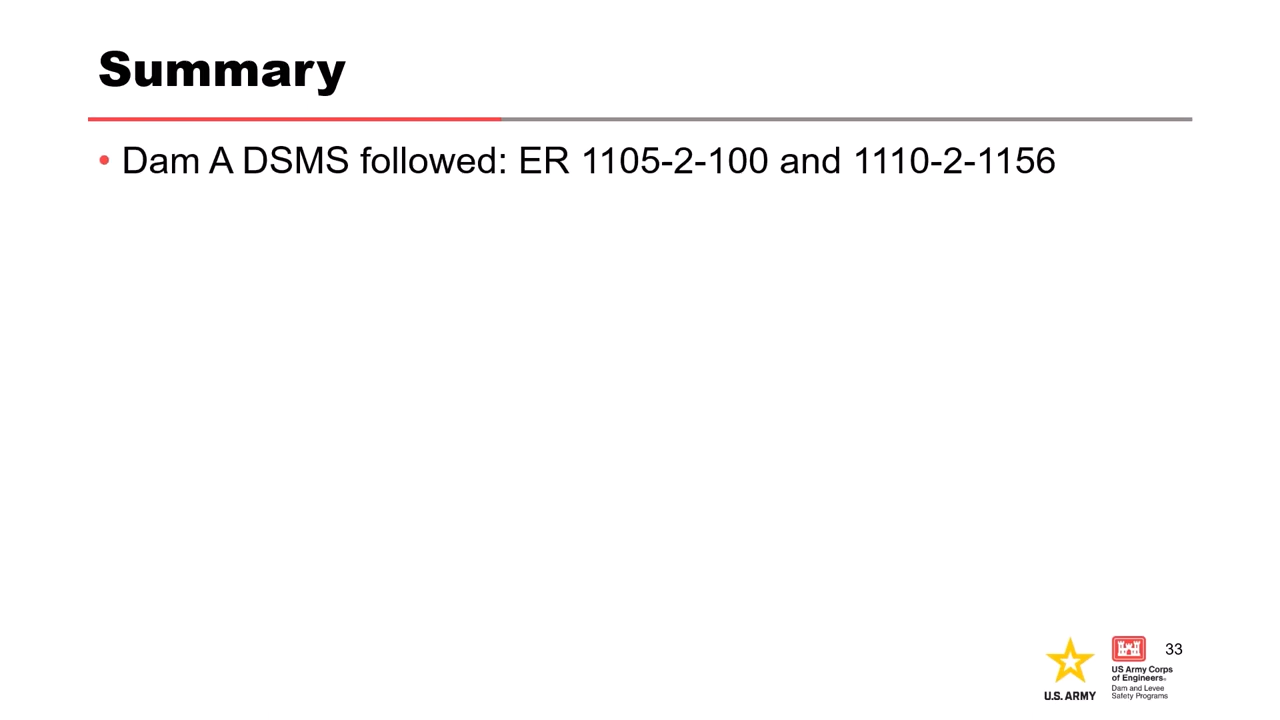 Summary
• Dam A DSMS followed: ER 1105-2-100 and 1110-2-1156
33
US Army Corps
of Engineers®
Dam and Levee
Safety Programs
U.S. ARMY